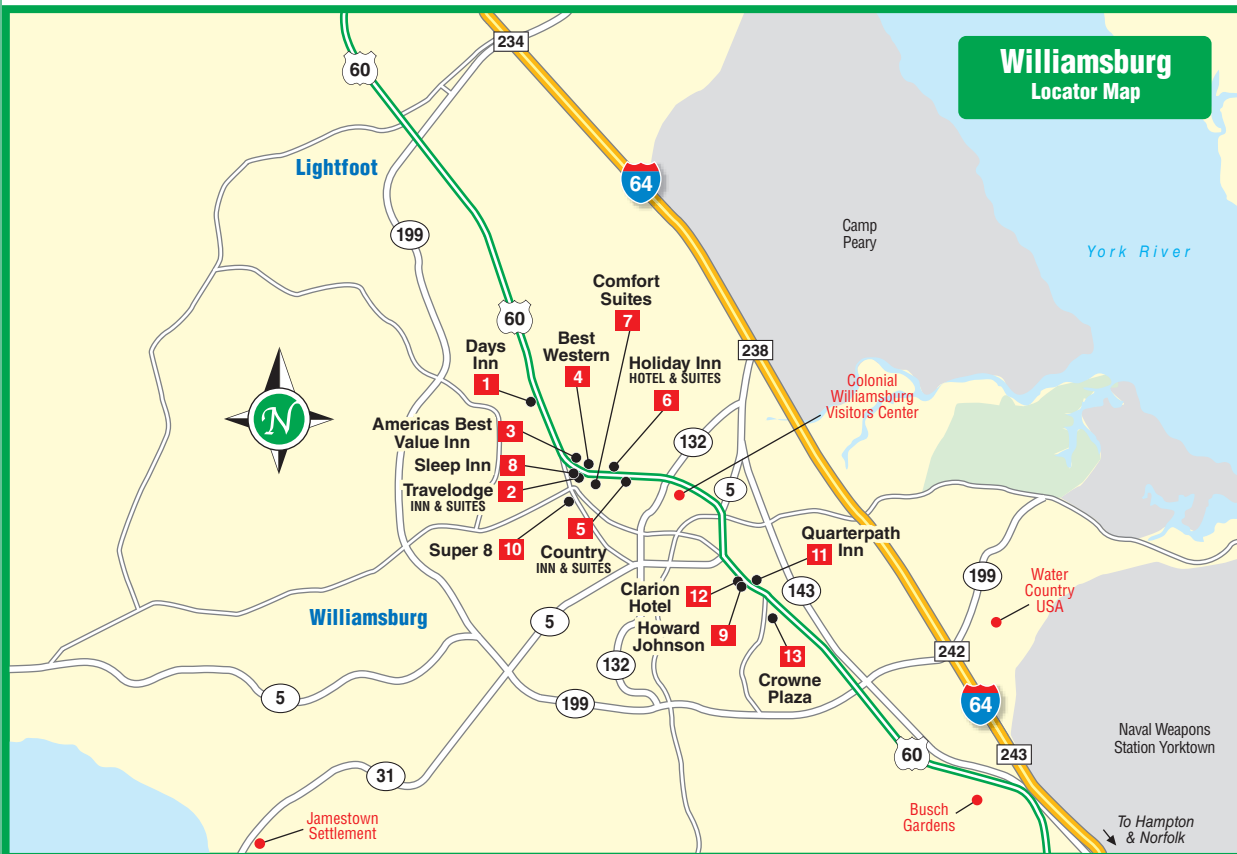 Williamsburg
Locator Map
234
60
Lightfoot
64
199
Camp
Peary
York River
Comfort
Suites
7
60
Days
Inn
1
Best
Western
4
Holiday Inn
HOTEL & SUITES
6
238
Colonial
Williamsburg
Visitors Center
N
Americas Best
Value Inn
3
132
Sleep Inn
8
Travelodge
INN & SUITES
2
5
Super 8
10
5
Country
INN & SUITES
Quarterpath
Inn
11
199
Water
Country
USA
Clarion
Hotel
12
143
Williamsburg
5
Howard
Johnson
9
13
Crowne
Plaza
242
132
5
199
64
Naval Weapons
Station Yorktown
60
243
31
Busch
Gardens
Jamestown
Settlement
To Hampton
& Norfolk